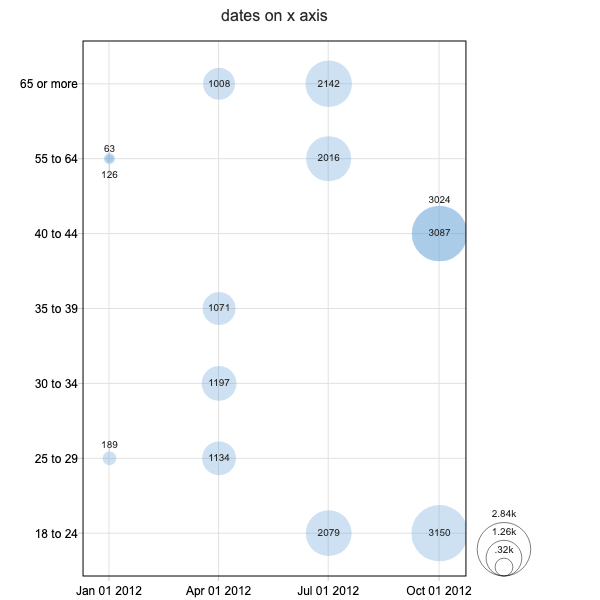 dates on x axis
65 or more
1008
2142
63
55 to 64
2016
126
3024
40 to 44
3087
35 to 39
1071
30 to 34
1197
189
25 to 29
1134
2.84k
18 to 24
2079
3150
1.26k
.32k
Jan 01 2012
Apr 01 2012
Jul 01 2012
Oct 01 2012